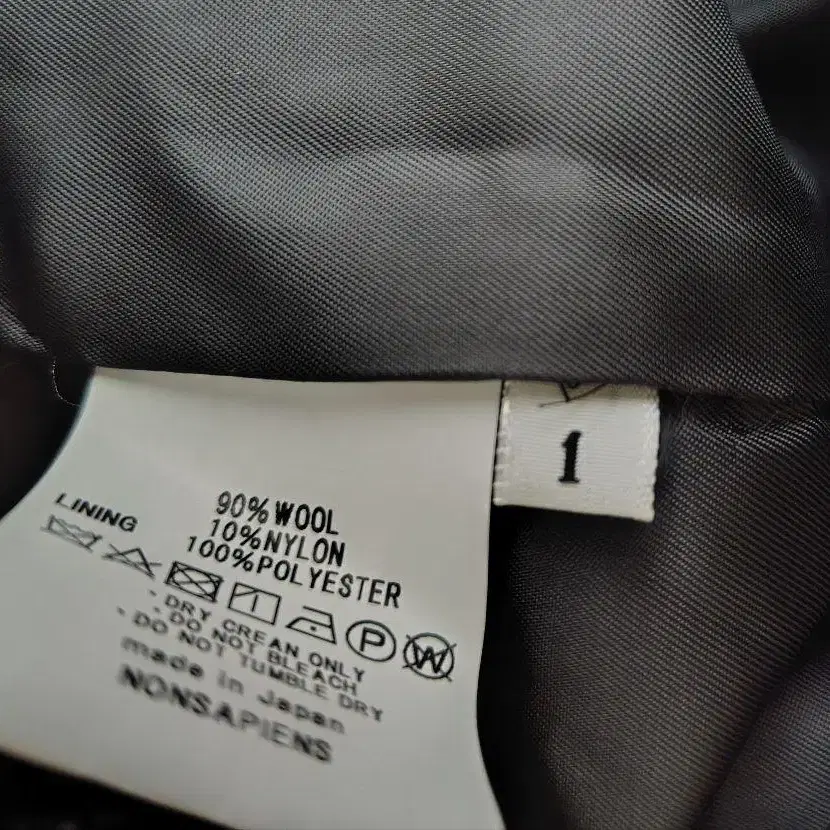 90% WOOL
10% NYLON
LINING 100% POLYESTER
P W
· DRY CREAN ONLY
· DO NOT BLEACH
· DO NOT TUMBLE DRY
made in Japan
NONSAPIENS
1